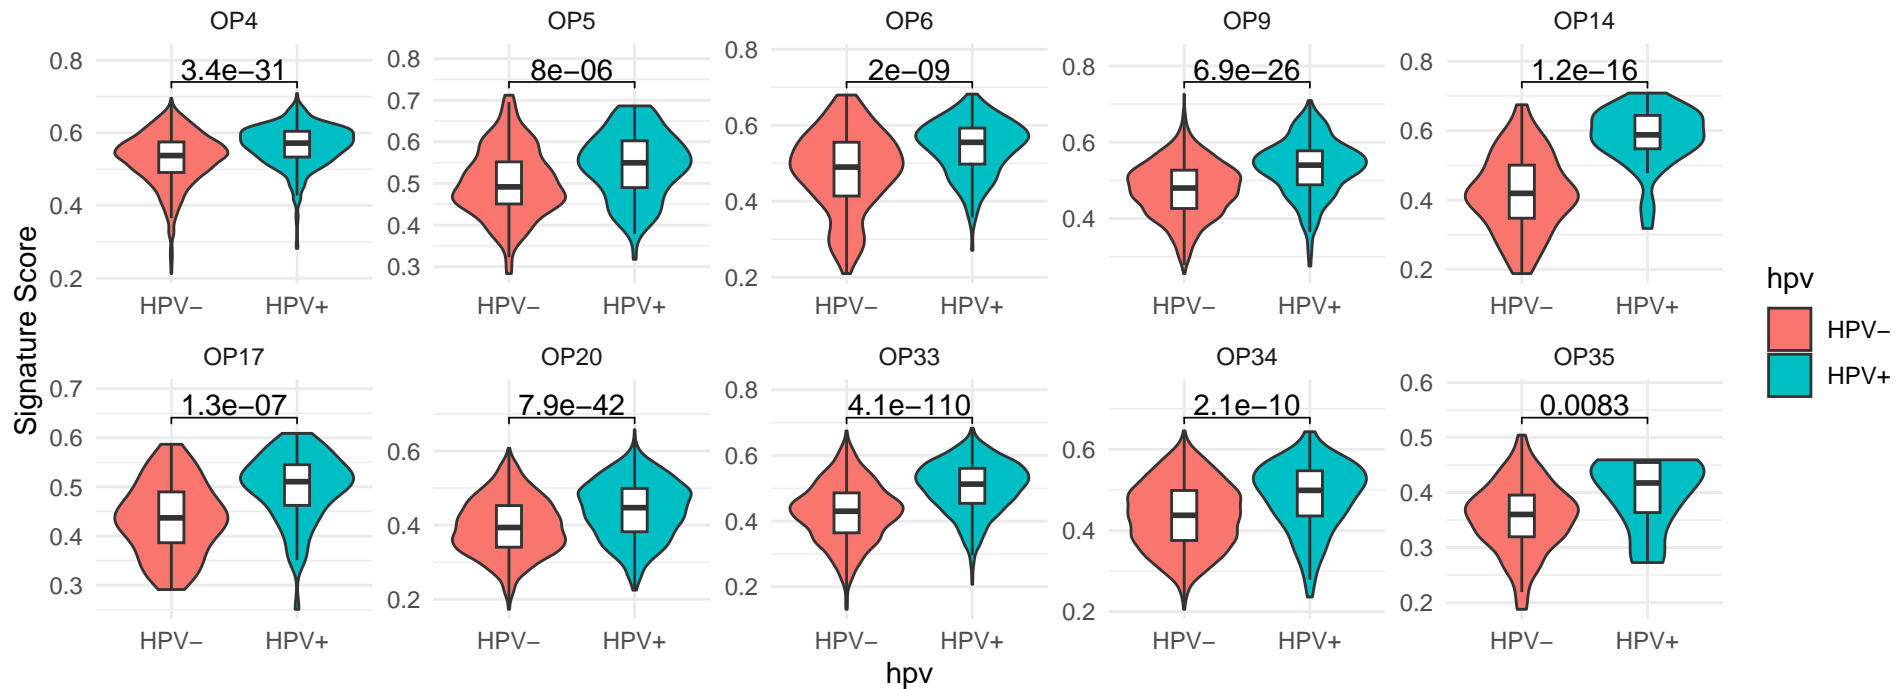 OP4 OP5 OP6 OP9 OP14
0.8 0.6 0.4 0.2
3.4e−31
HPV− HPV+
0.8 0.7 0.6 0.5 0.4 0.3
8e−06
HPV− HPV+
0.8 0.6 0.4 0.2
2e−09
HPV− HPV+
0.8 0.6 0.4
6.9e−26
HPV− HPV+
0.8 0.6 0.4 0.2
1.2e−16
HPV− HPV+
Signature Score
OP17 OP20 OP33 OP34 OP35
0.7 0.6 0.5 0.4 0.3
1.3e−07
HPV− HPV+
0.6 0.4 0.2
7.9e−42
HPV− HPV+
0.8 0.6 0.4 0.2
4.1e−110
HPV− HPV+
0.6 0.4 0.2
2.1e−10
HPV− HPV+
0.6 0.5 0.4 0.3 0.2
0.0083
HPV− HPV+
hpv
hpv
HPV−
HPV+